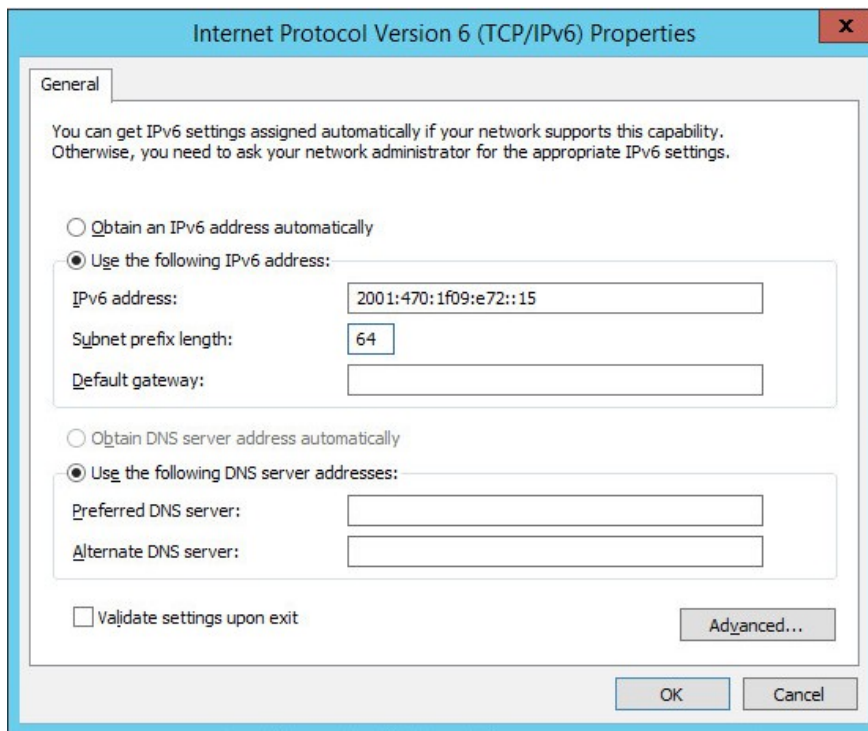 Internet Protocol Version 6 (TCP/IPv6) Properties
X
General
You can get IPv6 settings assigned automatically if your network supports this capability.
Otherwise, you need to ask your network administrator for the appropriate IPv6 settings.
Obtain an IPv6 address automatically
Use the following IPv6 address:
IPv6 address: 2001:470:1f09:e72::15
Subnet prefix length: 64
Default gateway:
Obtain DNS server address automatically
Use the following DNS server addresses:
Preferred DNS server:
Alternate DNS server:
Validate settings upon exit
Advanced...
OK Cancel